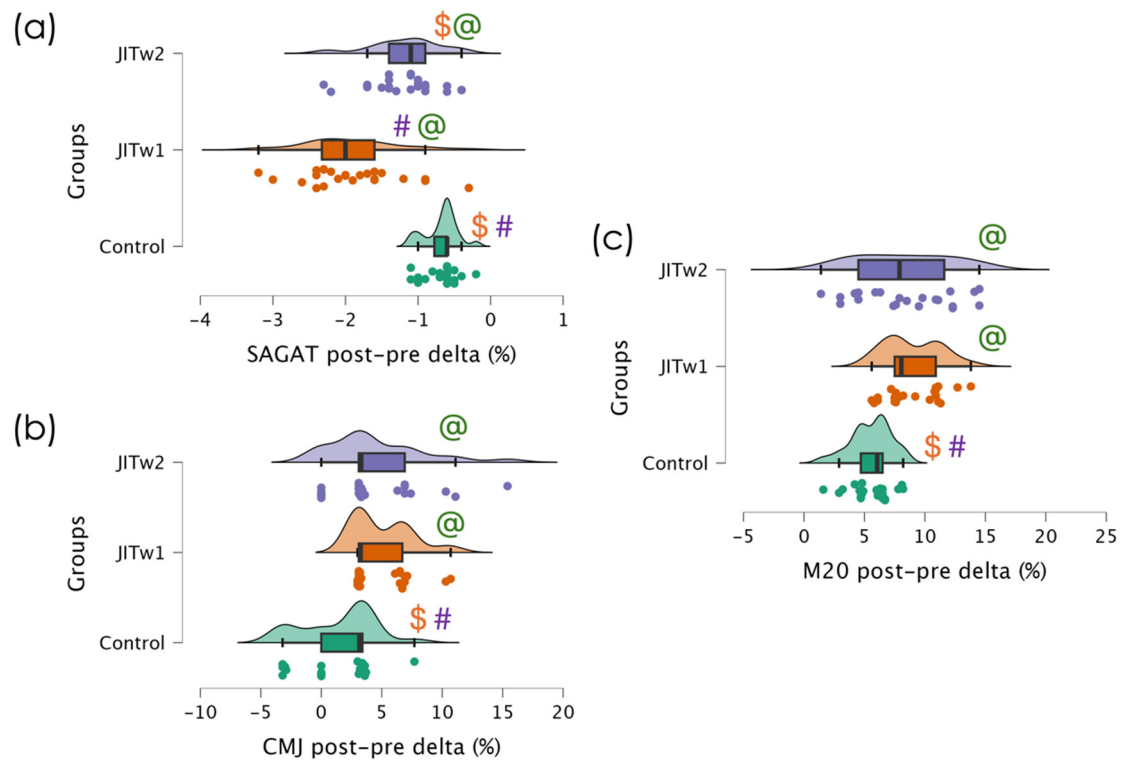 (a)
$@
JITw2
#@
JITw1
$ #
Control
Groups
-4 -3 -2 -1 0 1
SAGAT post-pre delta (%)
(b)
@
JITw2
@
JITw1
$ #
Control
Groups
-10 -5 0 5 10 15 20
CMJ post-pre delta (%)
(c)
@
JITw2
@
JITw1
$ #
Control
Groups
-5 0 5 10 15 20 25
M20 post-pre delta (%)